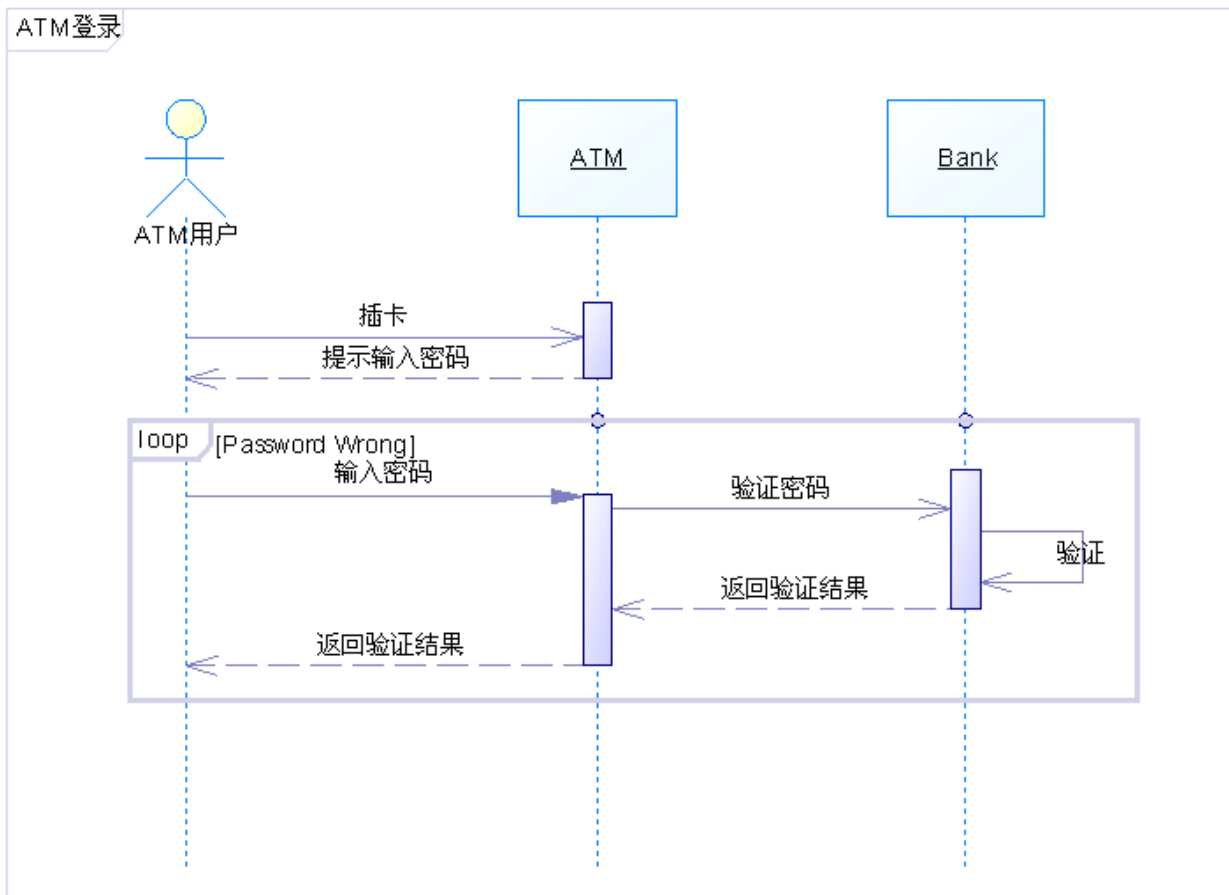 ATM登录
ATM用户
ATM
Bank
插卡
提示输入密码
loop
[Password Wrong]
输入密码
验证密码
验证
返回验证结果
返回验证结果